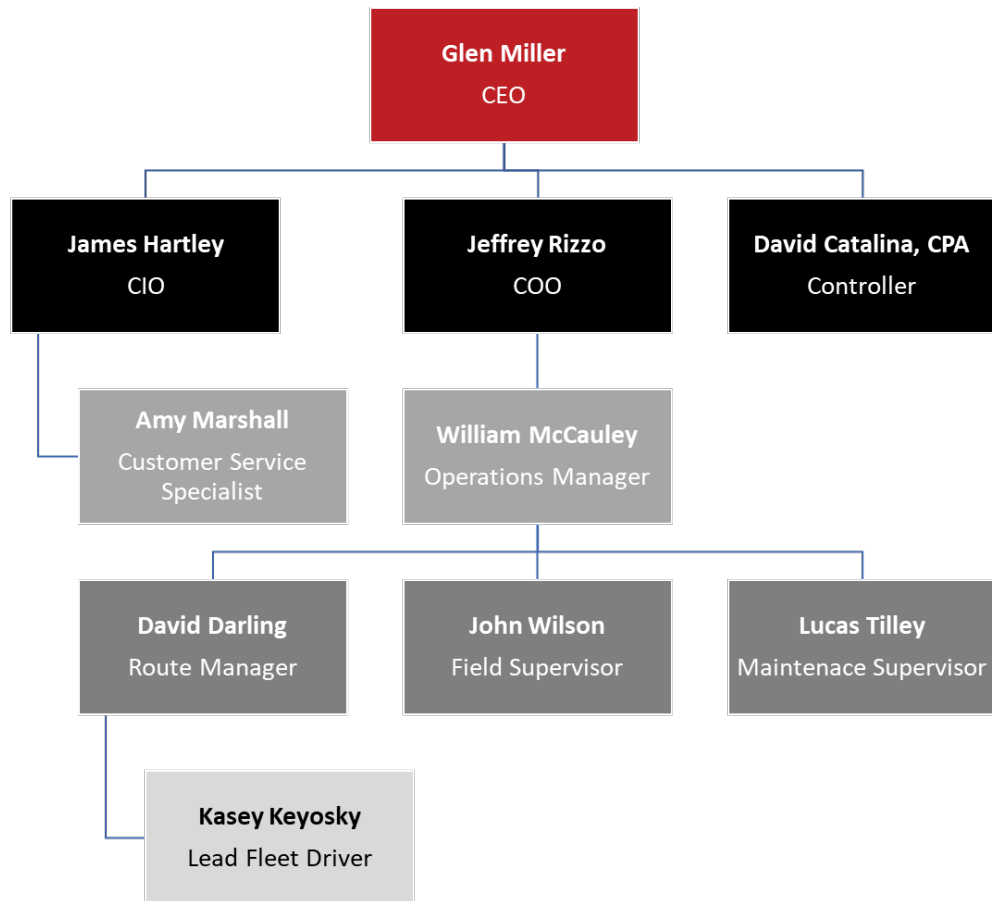 Glen Miller
CEO
James Hartley
CIO
Jeffrey Rizzo
COO
David Catalina, CPA
Controller
Amy Marshall
Customer Service
Specialist
William McCauley
Operations Manager
David Darling
Route Manager
John Wilson
Field Supervisor
Lucas Tilley
Maintenace Supervisor
Kasey Keyosky
Lead Fleet Driver